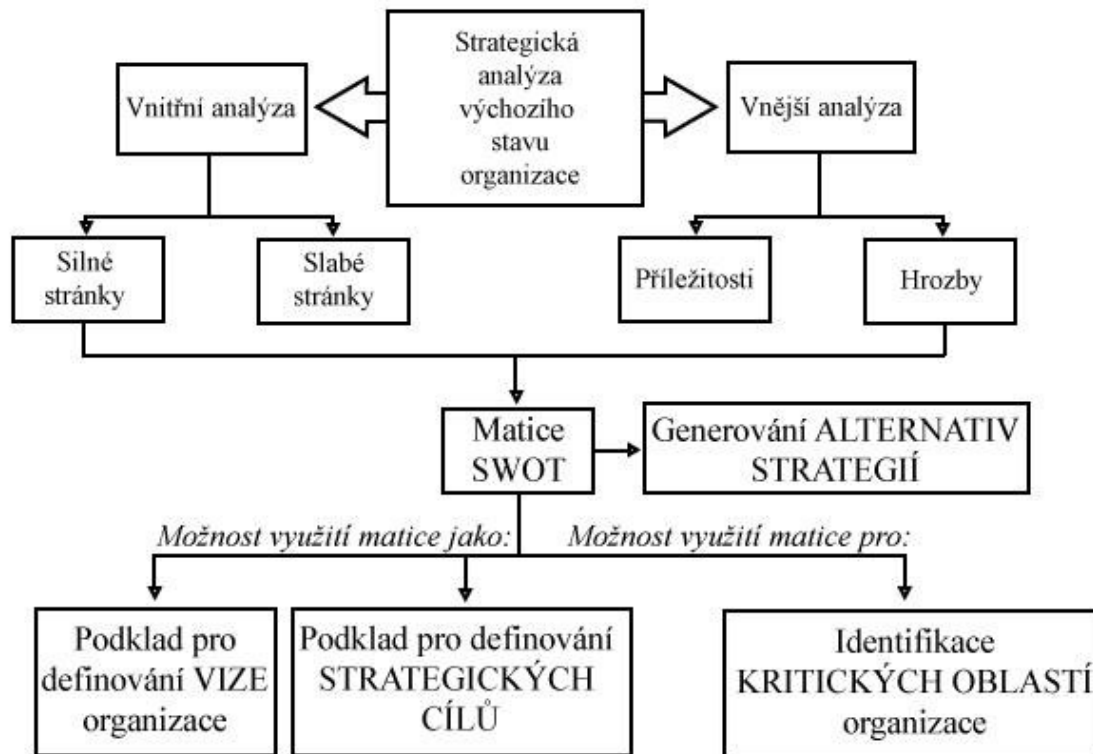 Strategická
analýza
výchozího
stavu
organizace
Vnitřní analýza
Vnější analýza
Silné
stránky
Slabé
stránky
Příležitosti
Hrozby
Matice
SWOT
Generování ALTERNATIV
STRATEGIÍ
Možnost využití matice jako:
Možnost využití matice pro:
Podklad pro
definování VIZE
organizace
Podklad pro definování
STRATEGICKÝCH
CÍLŮ
Identifikace
KRITICKÝCH OBLASTÍ
organizace